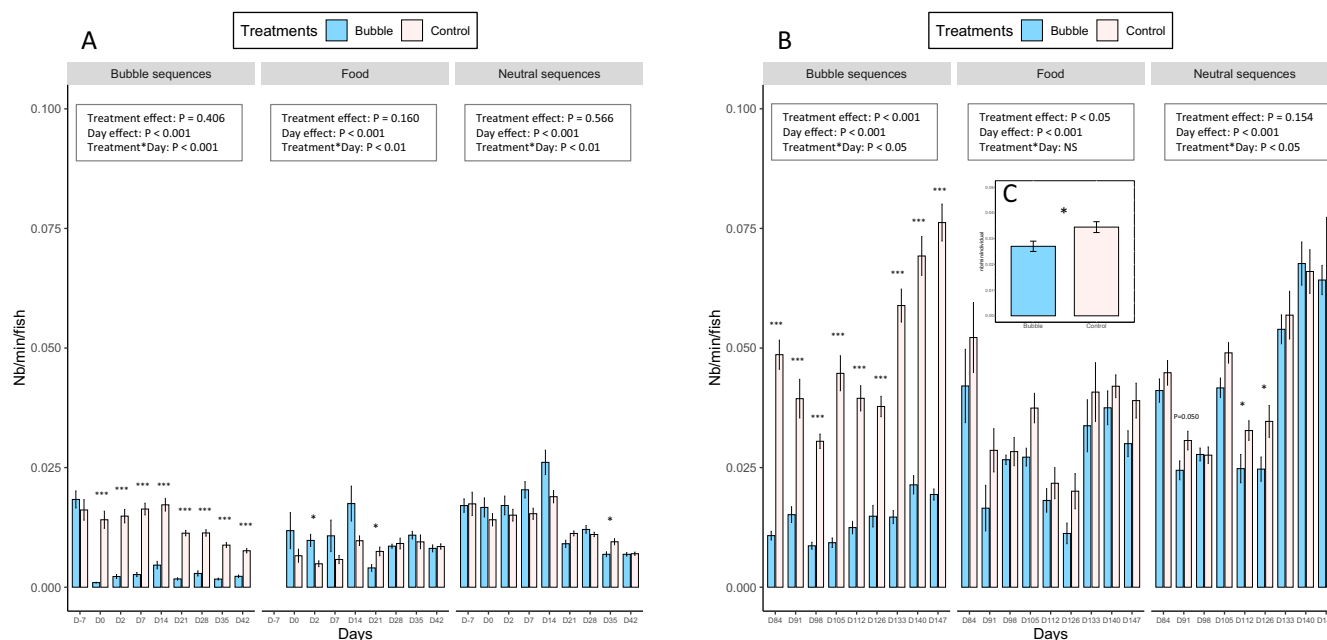 A
Treatments Bubble Control
Bubble sequences Food Neutral sequences
Treatment effect: P = 0.406
Day effect: P < 0.001
Treatment*Day: P < 0.001
Treatment effect: P = 0.160
Day effect: P < 0.001
Treatment*Day: P < 0.01
Treatment effect: P = 0.566
Day effect: P < 0.001
Treatment*Day: P < 0.01
Nb/min/fish
0.100
0.075
0.050
0.025
0.000
*** *** *** *** *** *** *** ***
* *
*
D-7 D0 D2 D7 D14 D21 D28 D35 D42
D-7 D0 D2 D7 D14 D21 D28 D35 D42
D-7 D0 D2 D7 D14 D21 D28 D35 D42
Days
B
Treatments Bubble Control
Bubble sequences Food Neutral sequences
Treatment effect: P < 0.001
Day effect: P < 0.001
Treatment*Day: P < 0.05
Treatment effect: P < 0.05
Day effect: P < 0.001
Treatment*Day: NS
Treatment effect: P = 0.154
Day effect: P < 0.001
Treatment*Day: P < 0.05
Nb/min/fish
0.100
0.075
0.050
0.025
0.000
*** *** *** *** *** *** *** *** ***
C
*
Bubble Control
P=0.050
* *
D84 D91 D98 D105 D112 D126 D133 D140 D147
D84 D91 D98 D105 D112 D126 D133 D140 D147
D84 D91 D98 D105 D112 D126 D133 D140
Days